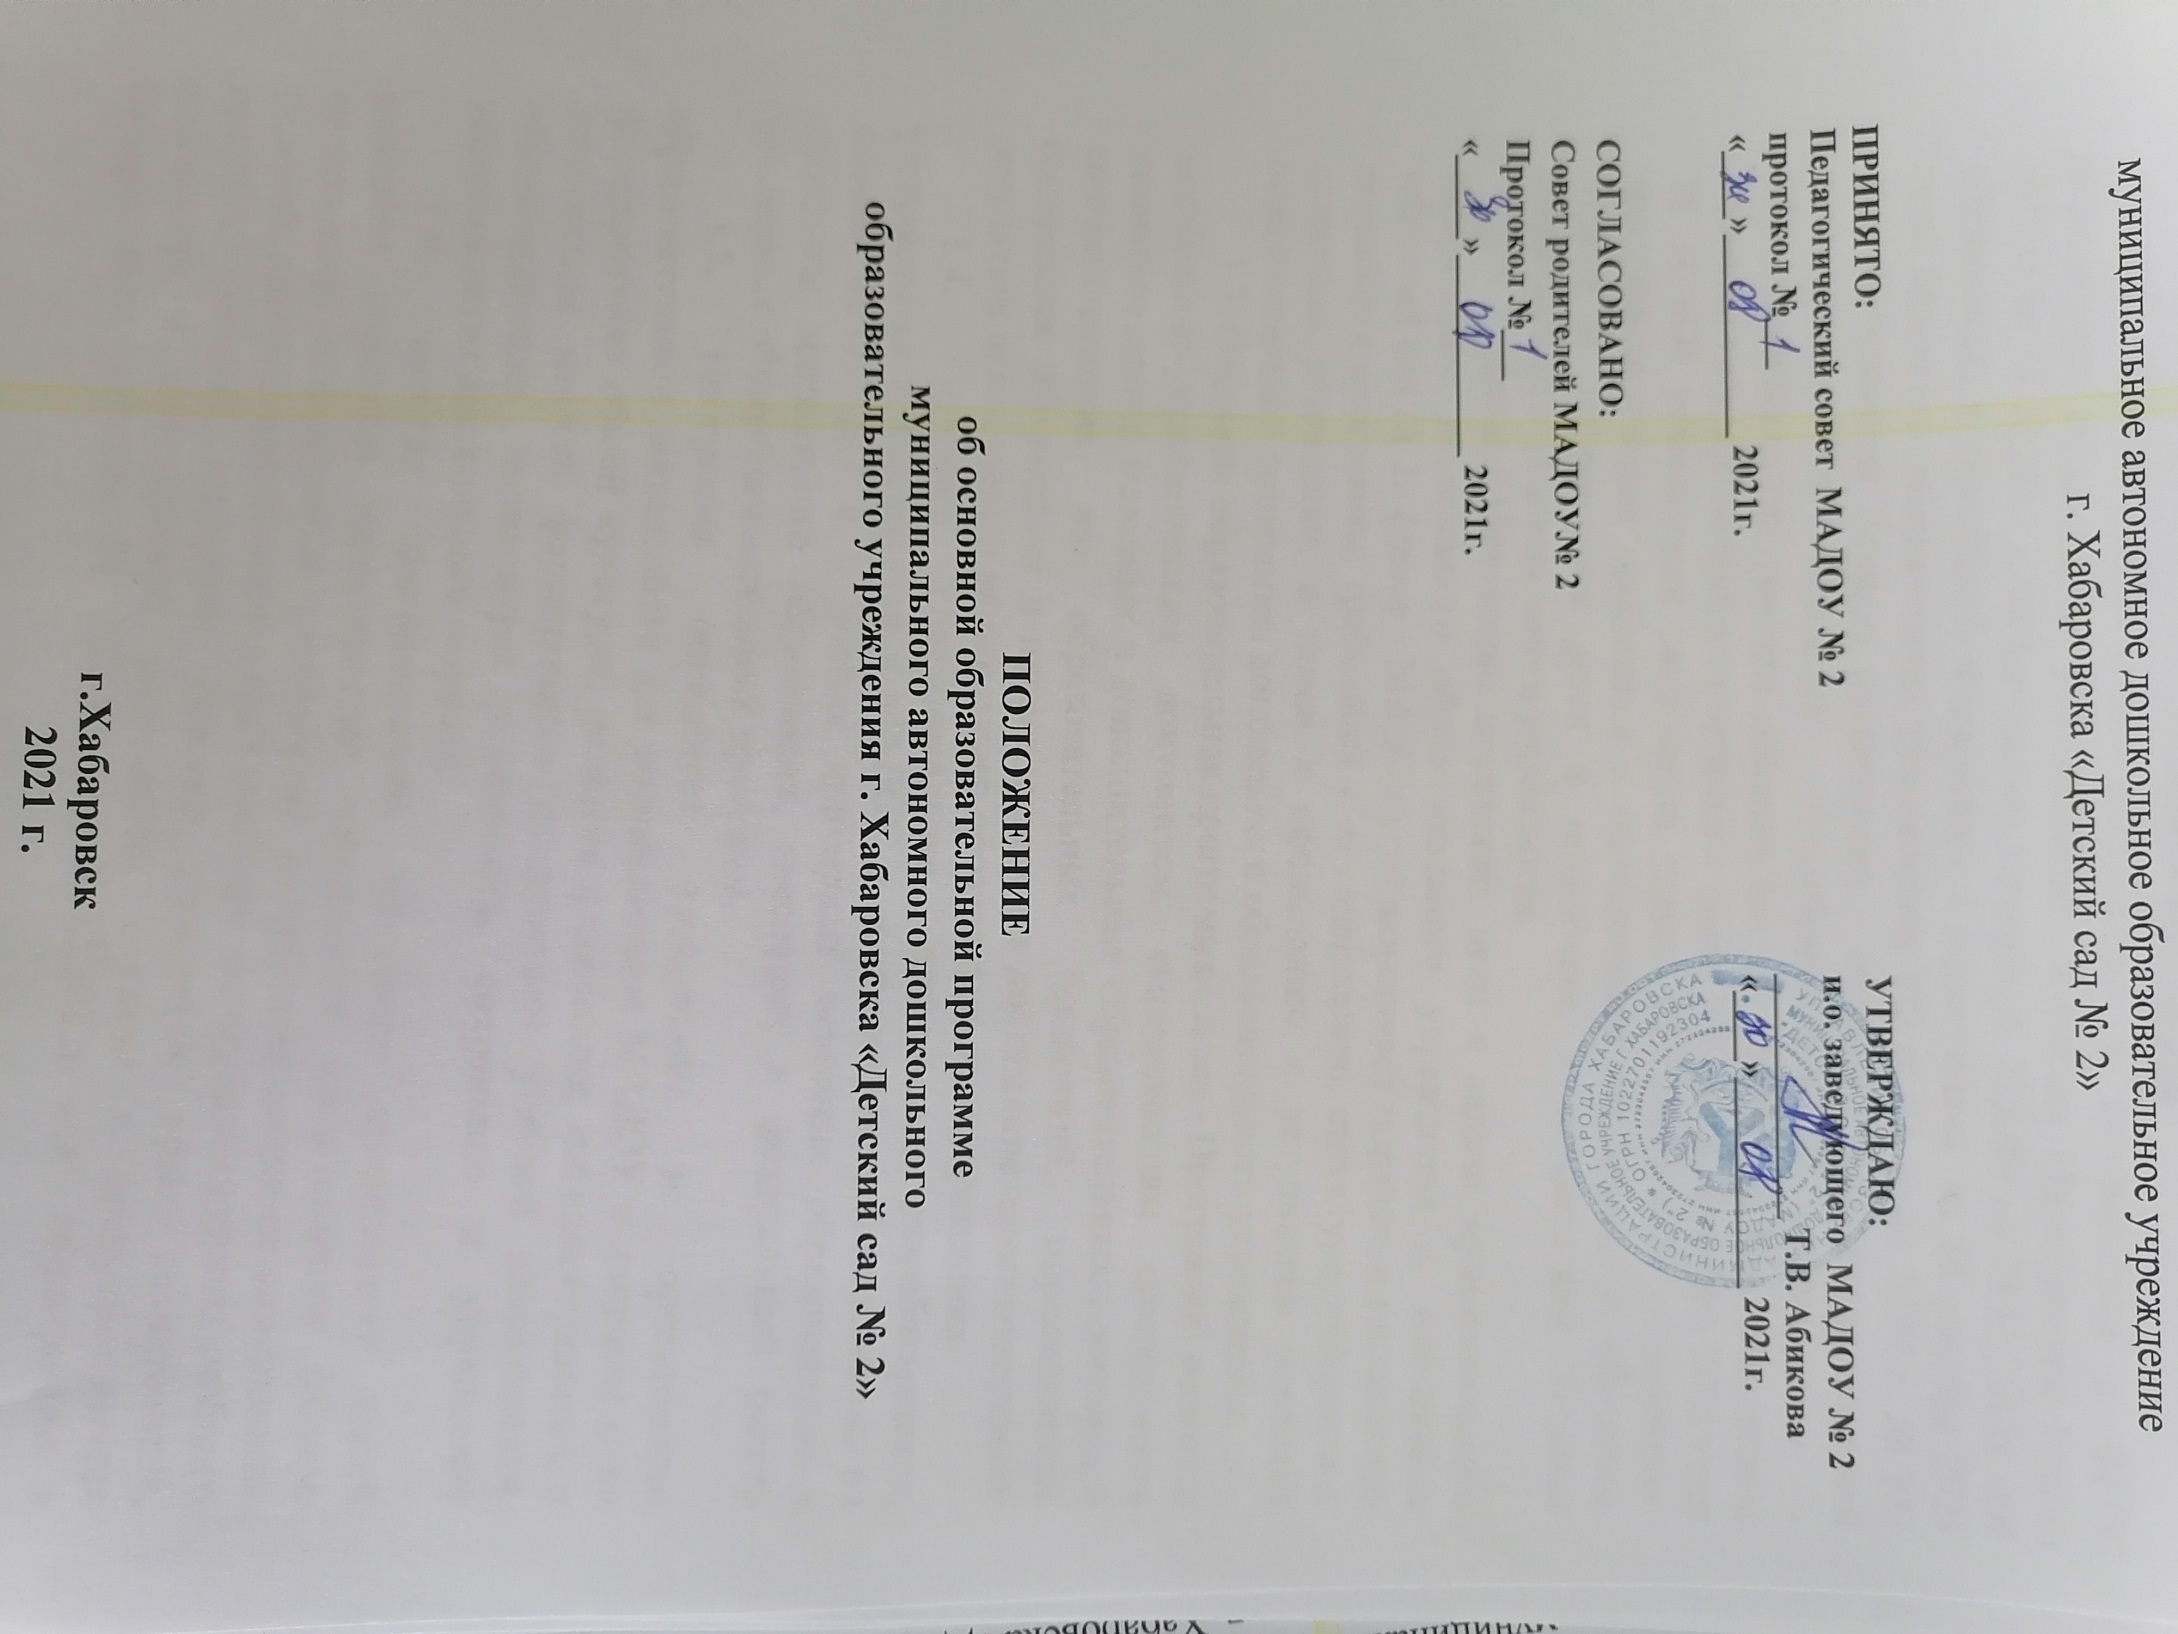 муниципальное автономное дошкольное образовательное учреждение
г. Хабаровска «Детский сад № 2»
ПРИНЯТО:
Педагогический совет МАДОУ № 2
протокол № 1
«30» 08 2021г.
УТВЕРЖДАЮ:
и.о. заведующего МАДОУ № 2
Т.В. Абикова
«30» 08 2021г.
СОГЛАСОВАНО:
Совет родителей МАДОУ№ 2
Протокол № 1
«30» 08 2021г.
ПОЛОЖЕНИЕ
об основной образовательной программе
муниципального автономного дошкольного
образовательного учреждения г. Хабаровска «Детский сад № 2»
г.Хабаровск
2021 г.